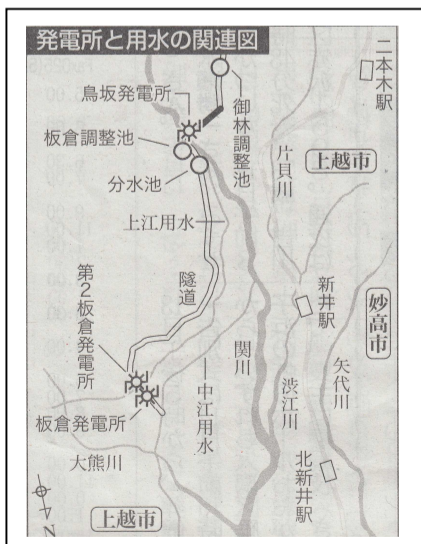 発電所と用水の関連図
二本木駅
鳥坂発電所
御林調整池
板倉調整池
分水池
片貝川
上越市
上江用水
第2板倉発電所
隧道
新井駅
妙高市
関川
渋江川
矢代川
中江用水
板倉発電所
大熊川
北新井駅
上越市
N